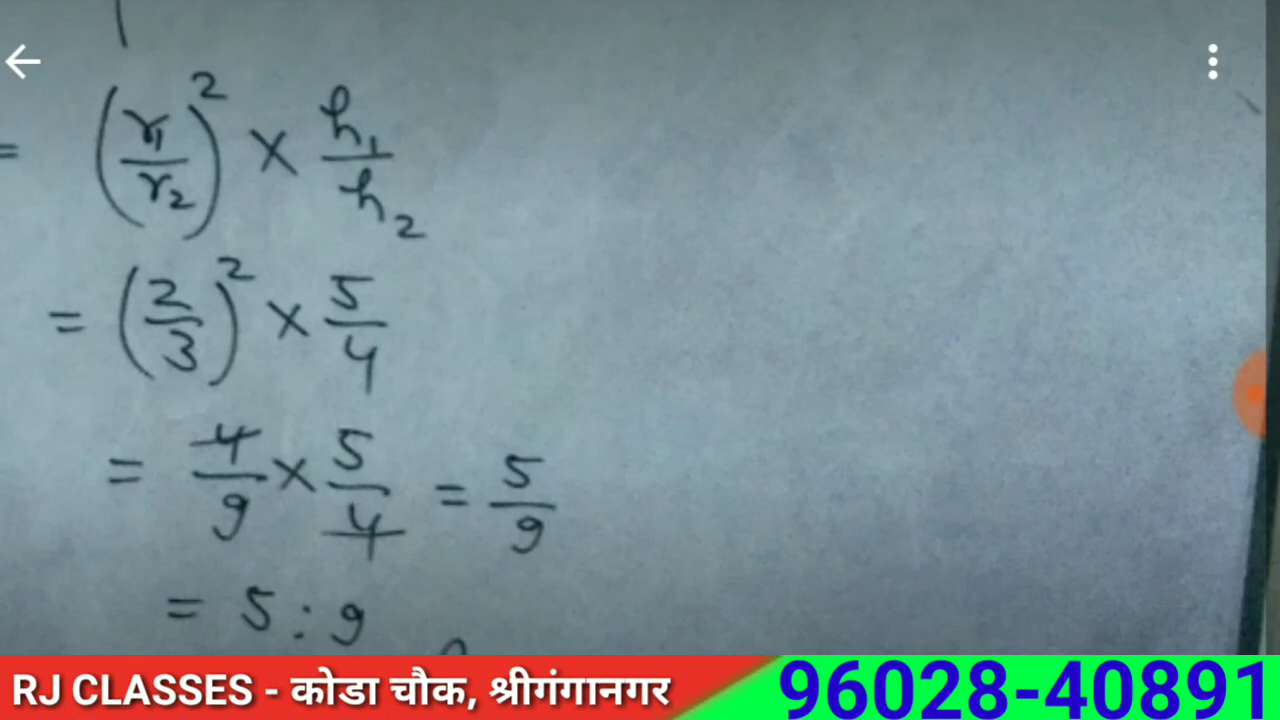 = (r₁/r₂)² × h₁/h₂
= (2/3)² × 5/4
= 4/9 × 5/4 = 5/9
= 5 : 9
RJ CLASSES - कोडा चौक, श्रीगंगानगर
96028-40891